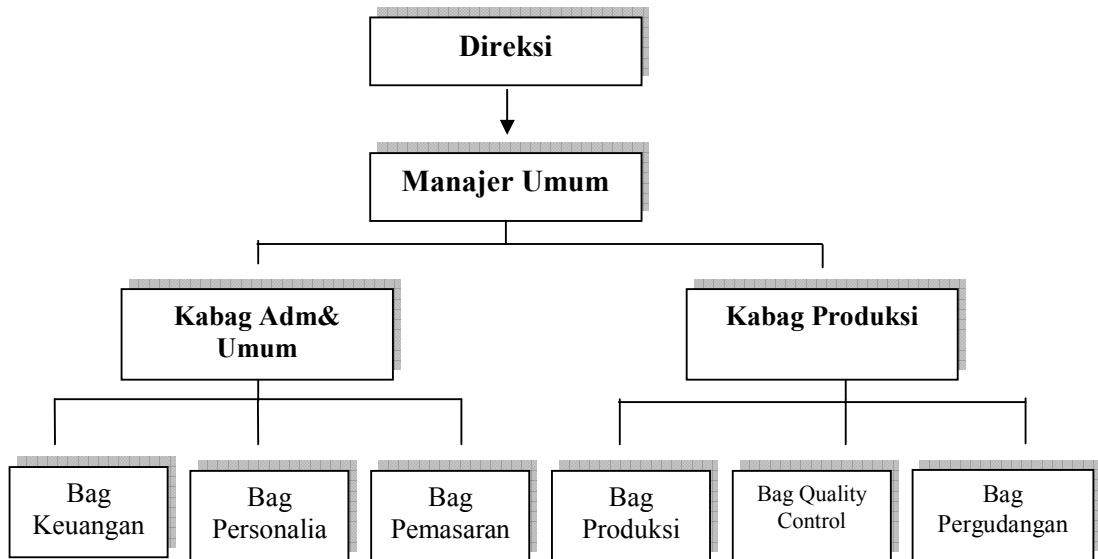 Direksi
Manajer Umum
Kabag Adm&
Umum
Kabag Produksi
Bag
Keuangan
Bag
Personalia
Bag
Pemasaran
Bag
Produksi
Bag Quality
Control
Bag
Pergudangan